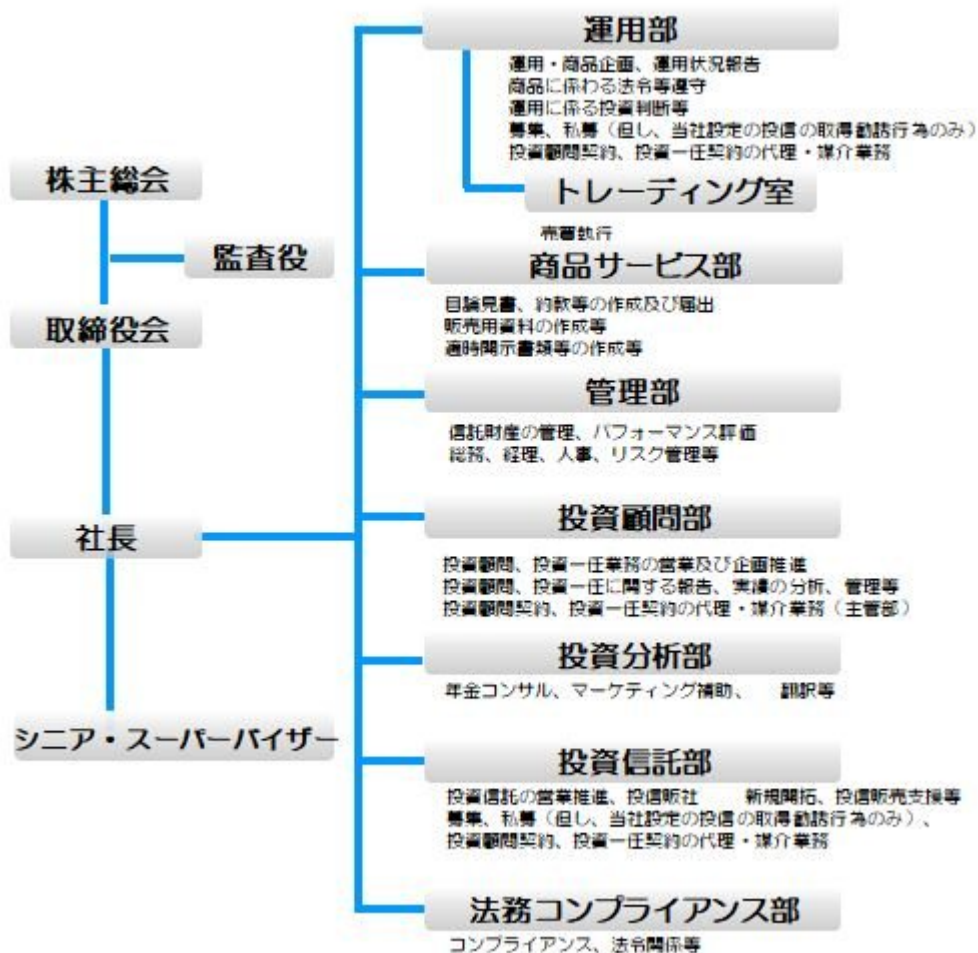 株主総会
監査役
取締役会
社長
シニア・スーパーバイザー
運用部
運用・商品企画、運用状況報告
商品に係わる法令等遵守
運用に係る投資判断等
募集、私募（但し、当社設定の投信の取得勧誘行為のみ）
投資顧問契約、投資一任契約の代理・媒介業務
トレーディング室
売買執行
商品サービス部
目論見書、約款等の作成及び届出
販売用資料の作成等
適時開示書類等の作成等
管理部
信託財産の管理、パフォーマンス評価
総務、経理、人事、リスク管理等
投資顧問部
投資顧問、投資一任業務の営業及び企画推進
投資顧問、投資一任に関する報告、実績の分析、管理等
投資顧問契約、投資一任契約の代理・媒介業務（主管部）
投資分析部
年金コンサル、マーケティング補助、　翻訳等
投資信託部
投資信託の営業推進、投信販社　新規開拓、投信販売支援等
募集、私募（但し、当社設定の投信の取得勧誘行為のみ）、
投資顧問契約、投資一任契約の代理・媒介業務
法務コンプライアンス部
コンプライアンス、法令関係等